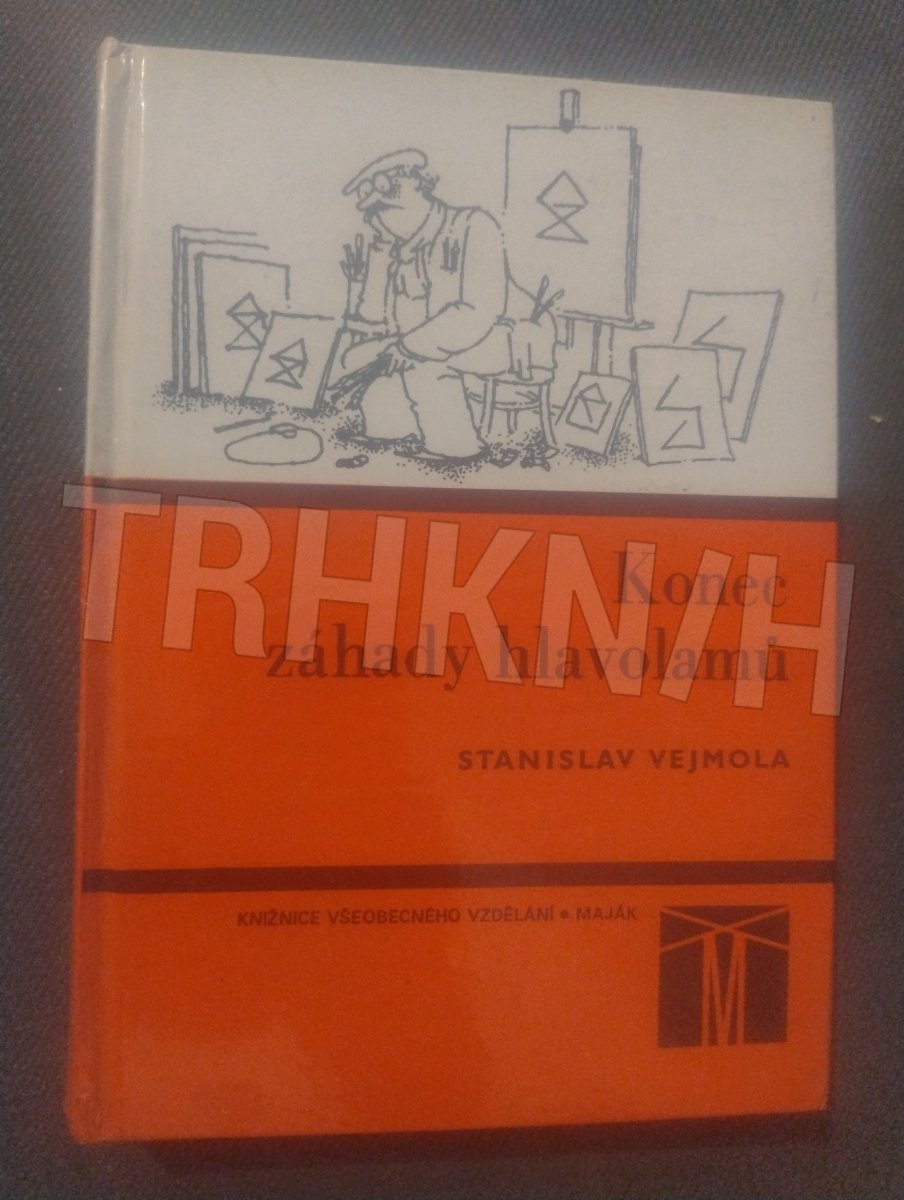 TRHKNIH
Konec
záhady hlavolamů
STANISLAV VEJMOLA
KNIŽNICE VŠEOBECNÉHO VZDĚLÁNÍ • MAJÁK
M